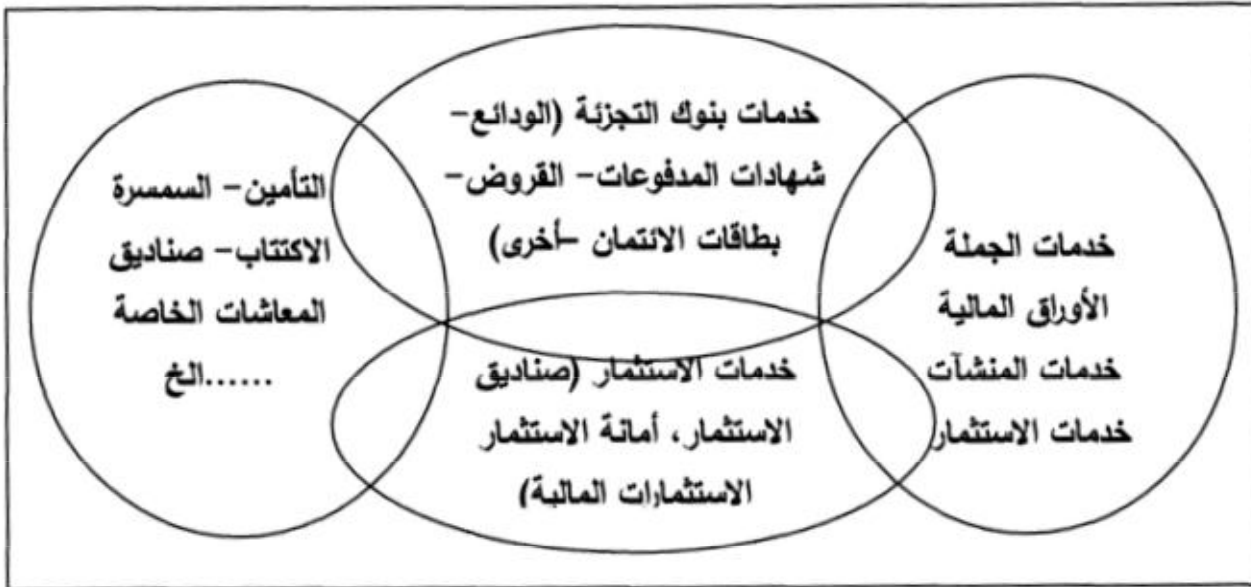 خدمات بنوك التجزئة (الودائع-
شهادات المدفوعات- القروض-
بطاقات الائتمان -أخرى)
خدمات الجملة
الأوراق المالية
خدمات المنشآت
خدمات الاستثمار
التأمين- السمسرة
الاكتتاب- صناديق
المعاشات الخاصة
......الخ
خدمات الاستثمار (صناديق
الاستثمار، أمانة الاستثمار
الاستثمارات المالية)